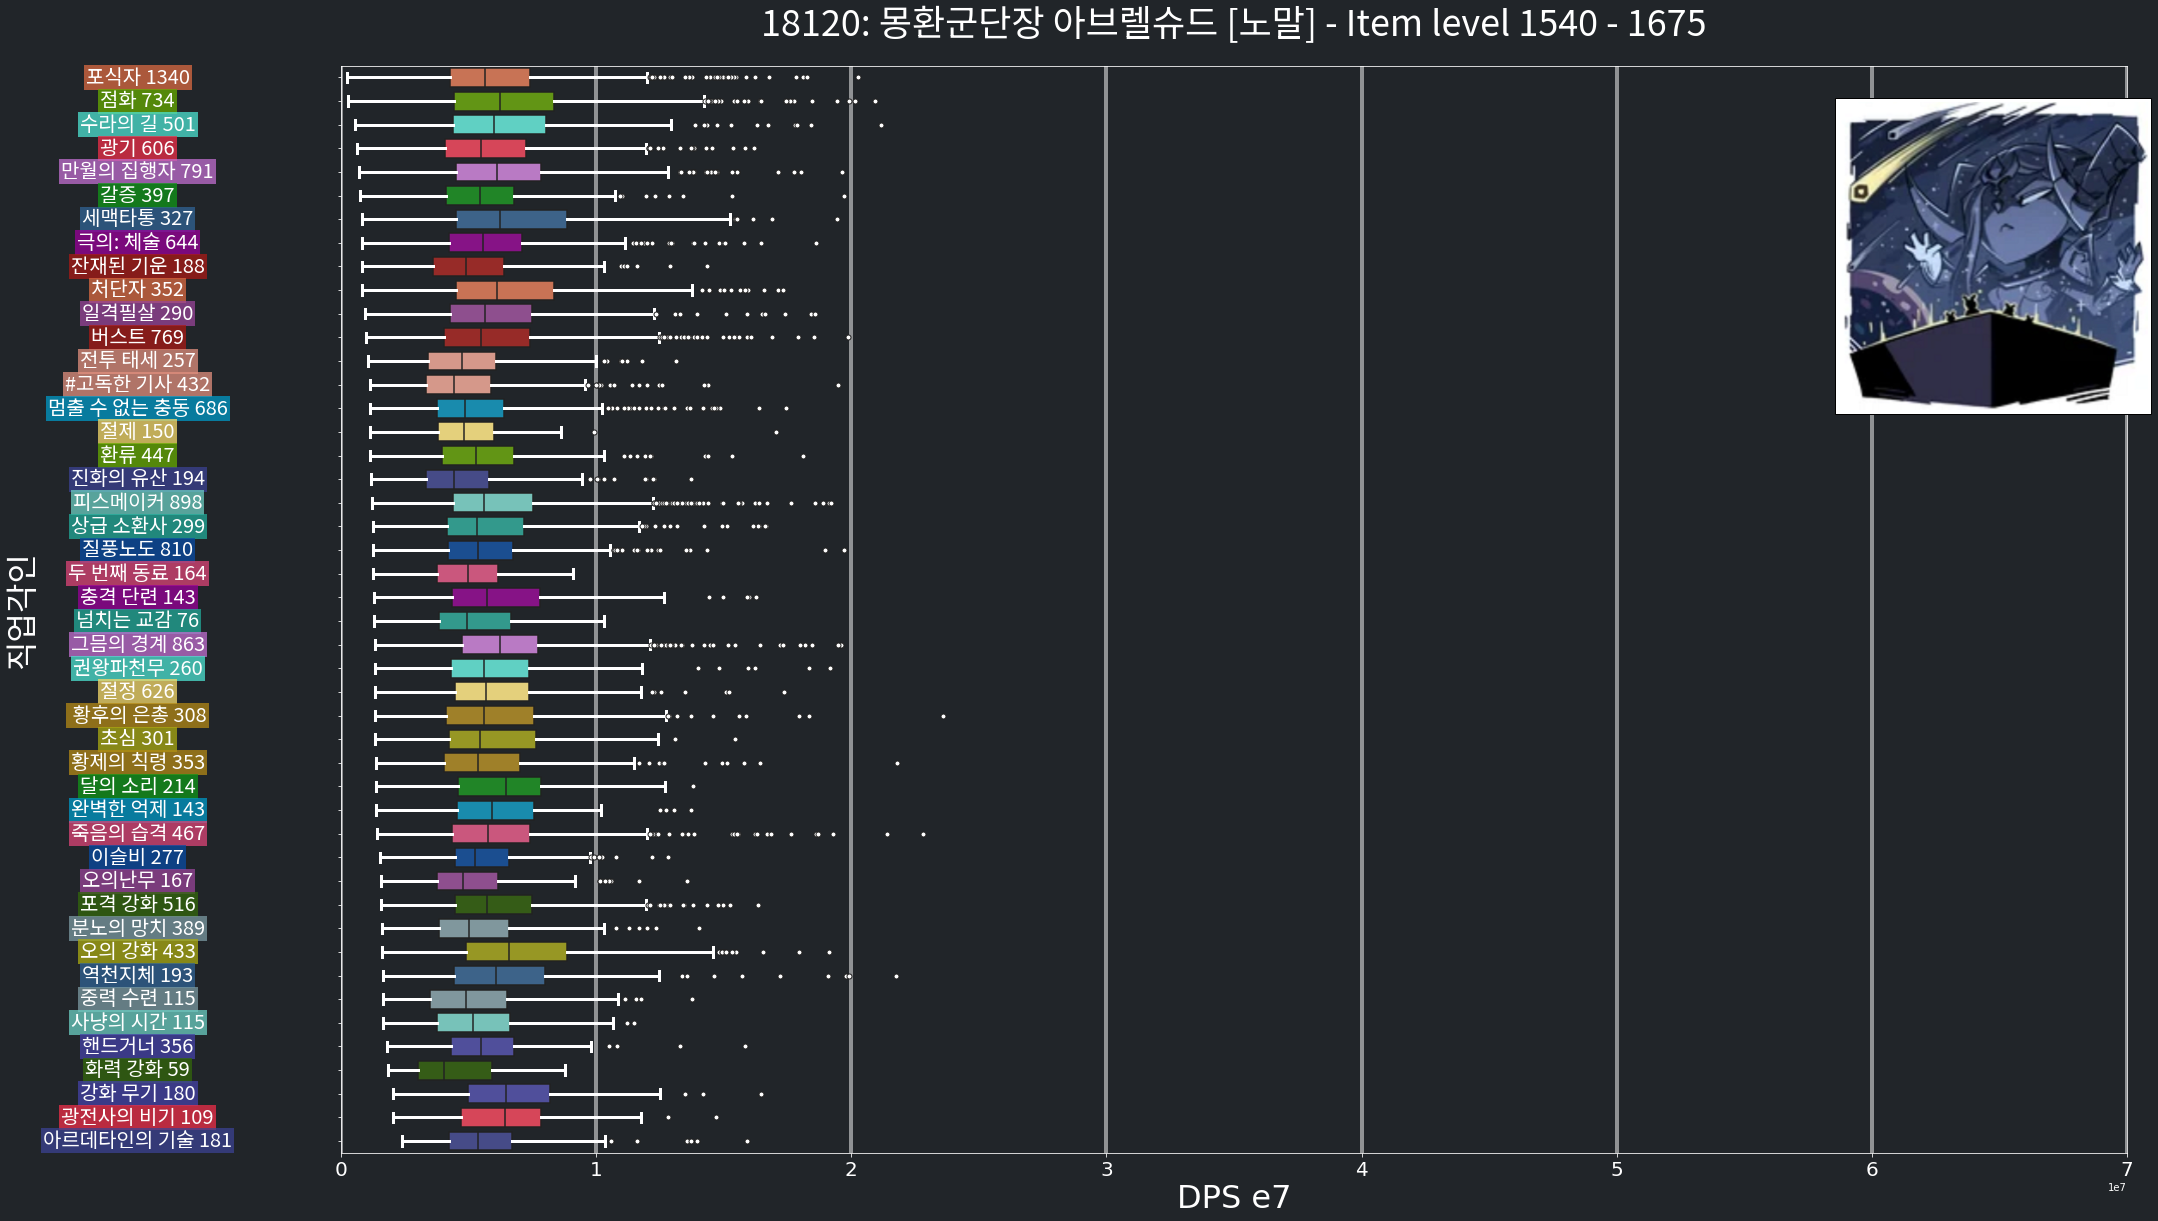 18120: 몽환군단장 아브렐슈드 [노말] - Item level 1540 - 1675
포식자 1340
점화 734
수라의 길 501
광기 606
만월의 집행자 791
갈증 397
세맥타통 327
극의: 체술 644
잔재된 기운 188
처단자 352
일격필살 290
버스트 769
전투 태세 257
#고독한 기사 432
멈출 수 없는 충동 686
절제 150
환류 447
진화의 유산 194
피스메이커 898
상급 소환사 299
질풍노도 810
두 번째 동료 164
충격 단련 143
넘치는 교감 76
그믐의 경계 863
권왕파천무 260
절정 626
황후의 은총 308
초심 301
황제의 칙령 353
달의 소리 214
완벽한 억제 143
죽음의 습격 467
이슬비 277
오의난무 167
포격 강화 516
분노의 망치 389
오의 강화 433
역천지체 193
중력 수련 115
사냥의 시간 115
핸드거너 356
화력 강화 59
강화 무기 180
광전사의 비기 109
아르데타인의 기술 181
직업각인
0 1 2 3 4 5 6 7
1e7
DPS e7